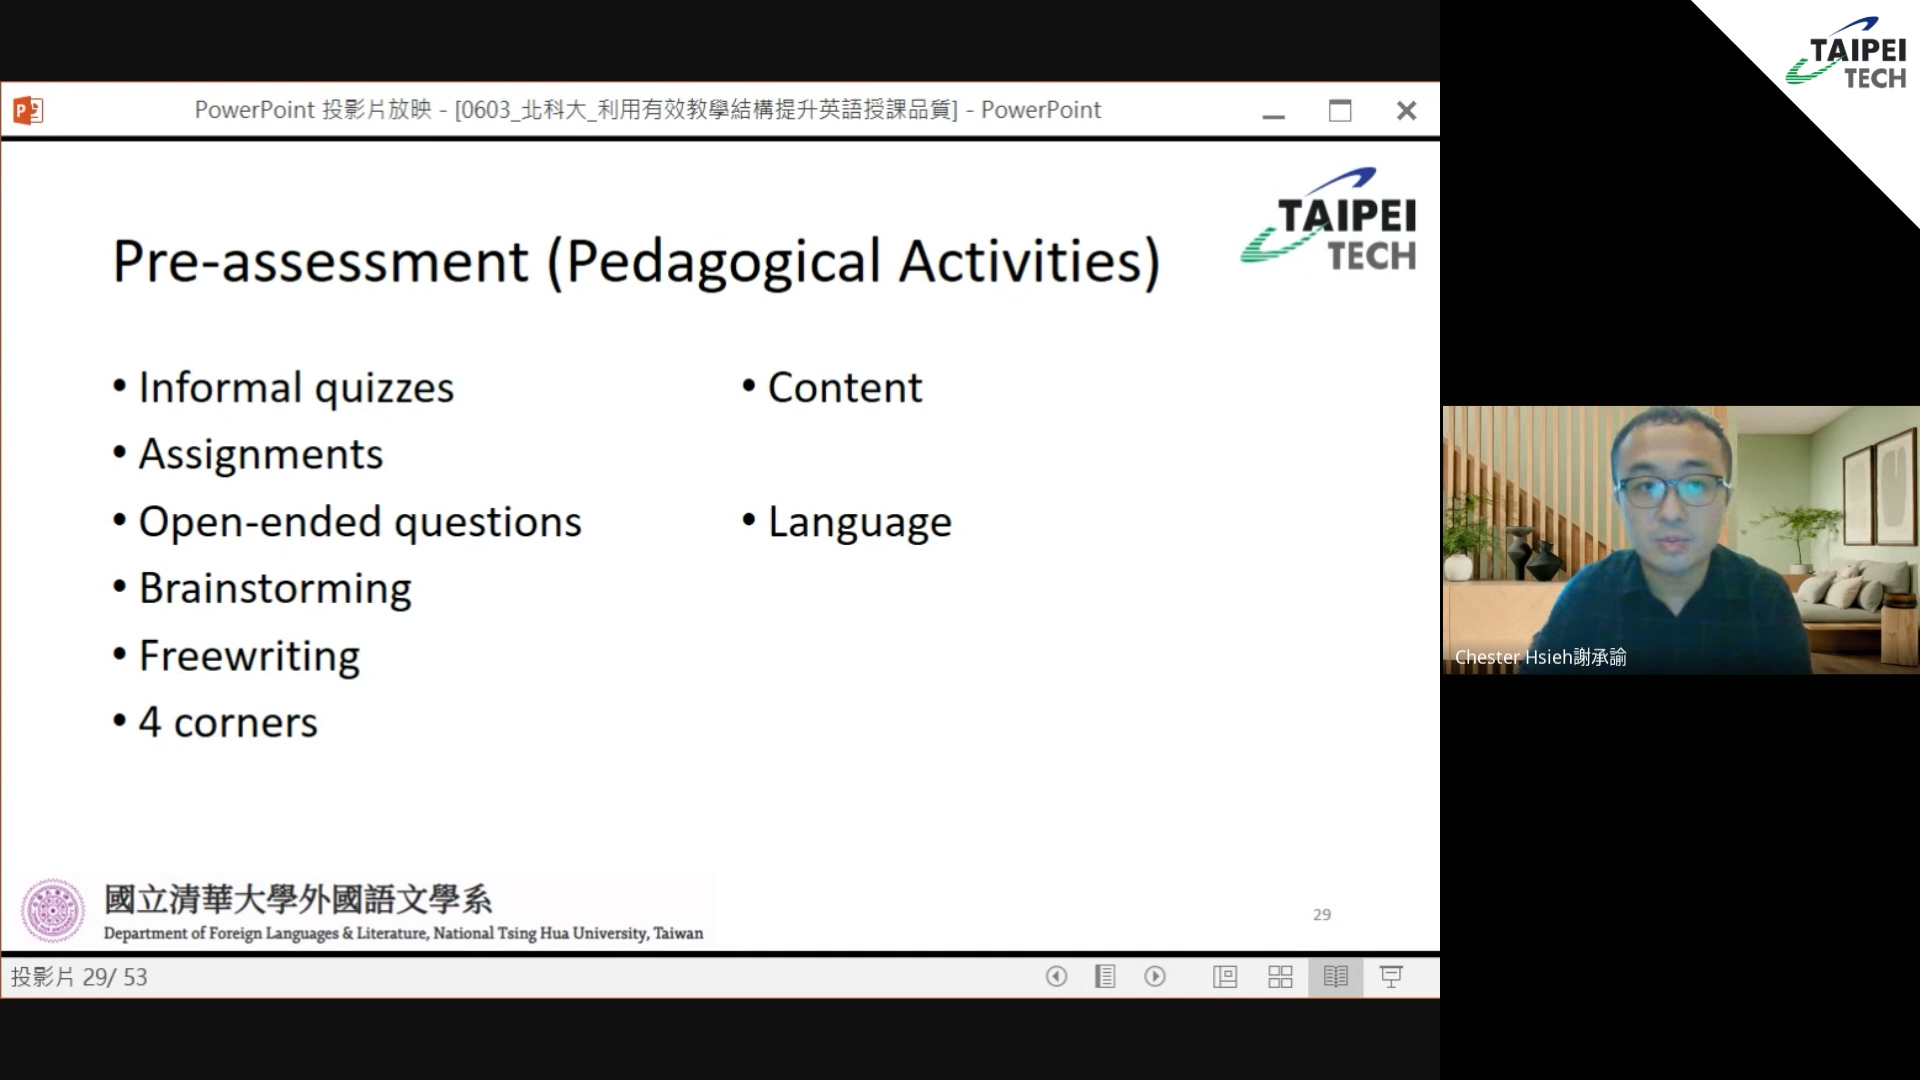 PowerPoint 投影片放映 - [0603_北科大_利用有效教學結構提升英語授課品質] - PowerPoint
TAIPEI
TECH
Pre-assessment (Pedagogical Activities)
TAIPEI
TECH
• Informal quizzes
• Assignments
• Open-ended questions
• Brainstorming
• Freewriting
• 4 corners
• Content
• Language
Chester Hsieh謝承諭
國立清華大學外國語文學系
Department of Foreign Languages & Literature, National Tsing Hua University, Taiwan
29
投影片 29/ 53